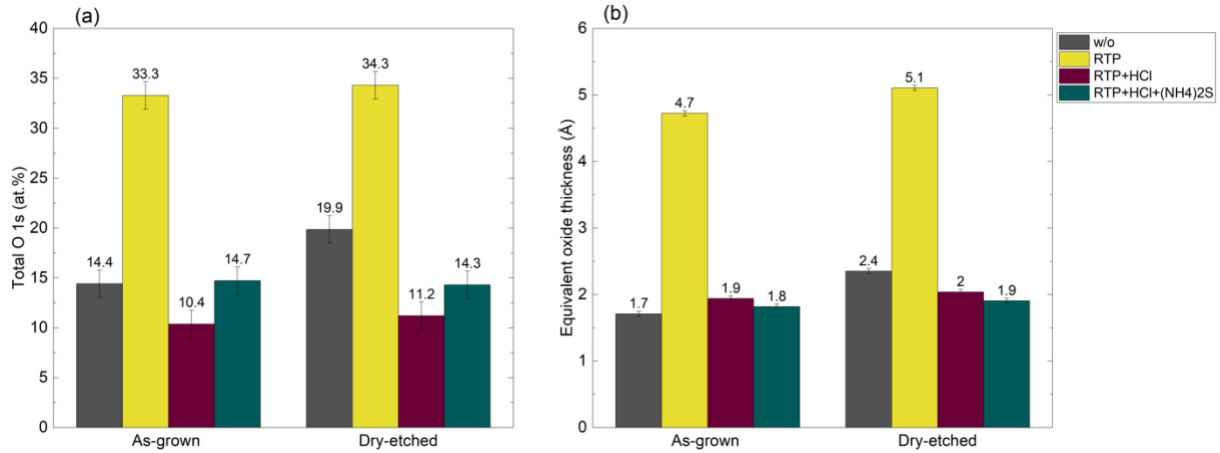 (a)
Total O 1s (at.%)
40
35
30
25
20
15
10
5
0
14.4
33.3
10.4
14.7
19.9
34.3
11.2
14.3
As-grown
Dry-etched
(b)
Equivalent oxide thickness (Å)
6
5
4
3
2
1
0
1.7
4.7
1.9
1.8
2.4
5.1
2
1.9
As-grown
Dry-etched
w/o
RTP
RTP+HCl
RTP+HCl+(NH4)2S